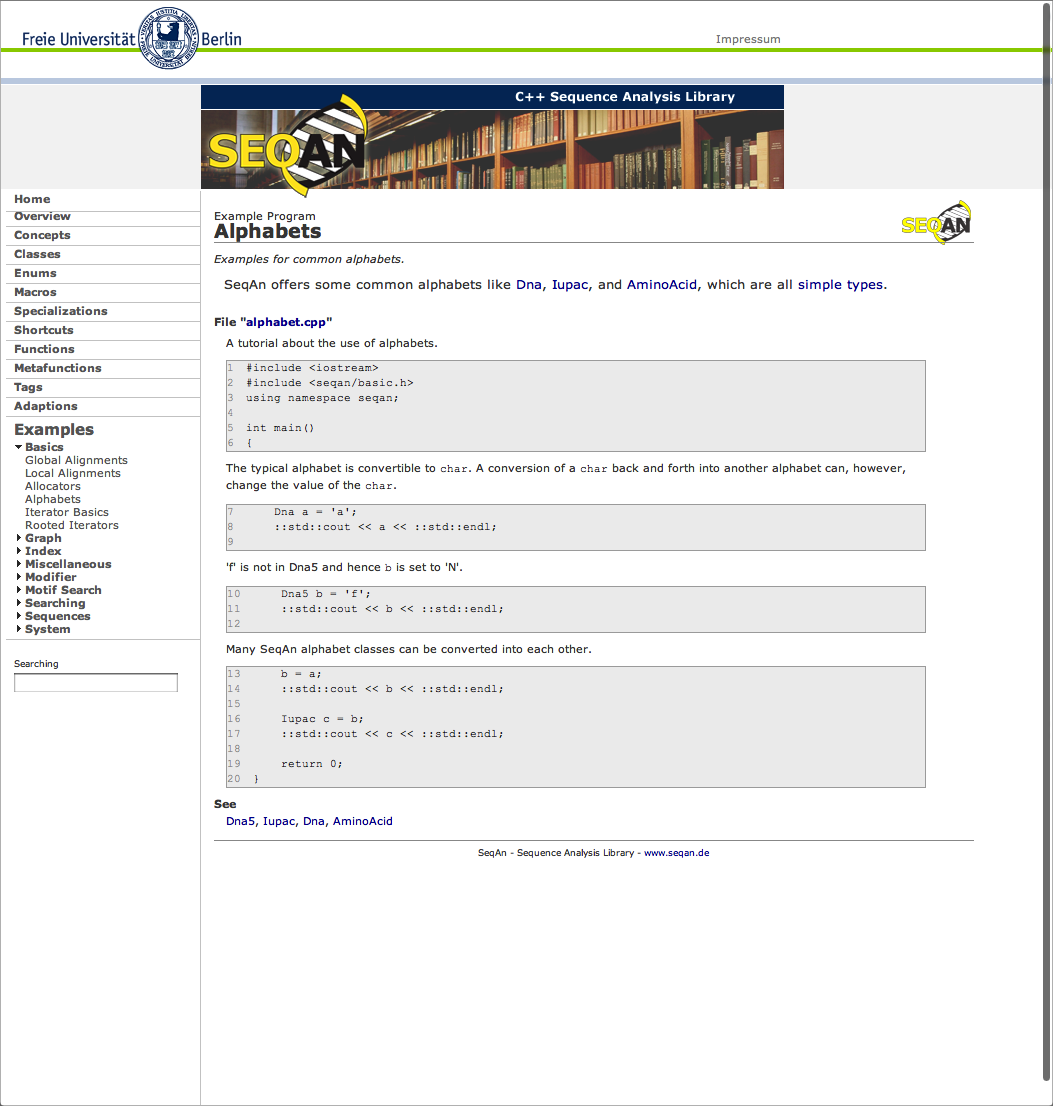 Freie Universität Berlin
Impressum
C++ Sequence Analysis Library
SEQAN
Home
Overview
Concepts
Classes
Enums
Macros
Specializations
Shortcuts
Functions
Metafunctions
Tags
Adaptions
Examples
Basics
Global Alignments
Local Alignments
Allocators
Alphabets
Iterator Basics
Rooted Iterators
Graph
Index
Miscellaneous
Modifier
Motif Search
Searching
Sequences
System
Searching
Example Program
Alphabets
SEQAN
Examples for common alphabets.
SeqAn offers some common alphabets like Dna, Iupac, and AminoAcid, which are all simple types.
File "alphabet.cpp"
A tutorial about the use of alphabets.
1 #include <iostream>
2 #include <seqan/basic.h>
3 using namespace seqan;
4
5 int main()
6 {
The typical alphabet is convertible to char. A conversion of a char back and forth into another alphabet can, however,
change the value of the char.
7 Dna a = 'a';
8 ::std::cout << a << ::std::endl;
9
'f' is not in Dna5 and hence b is set to 'N'.
10 Dna5 b = 'f';
11 ::std::cout << b << ::std::endl;
12
Many SeqAn alphabet classes can be converted into each other.
13 b = a;
14 ::std::cout << b << ::std::endl;
15
16 Iupac c = b;
17 ::std::cout << c << ::std::endl;
18
19 return 0;
20 }
See
Dna5, Iupac, Dna, AminoAcid
SeqAn - Sequence Analysis Library - www.seqan.de